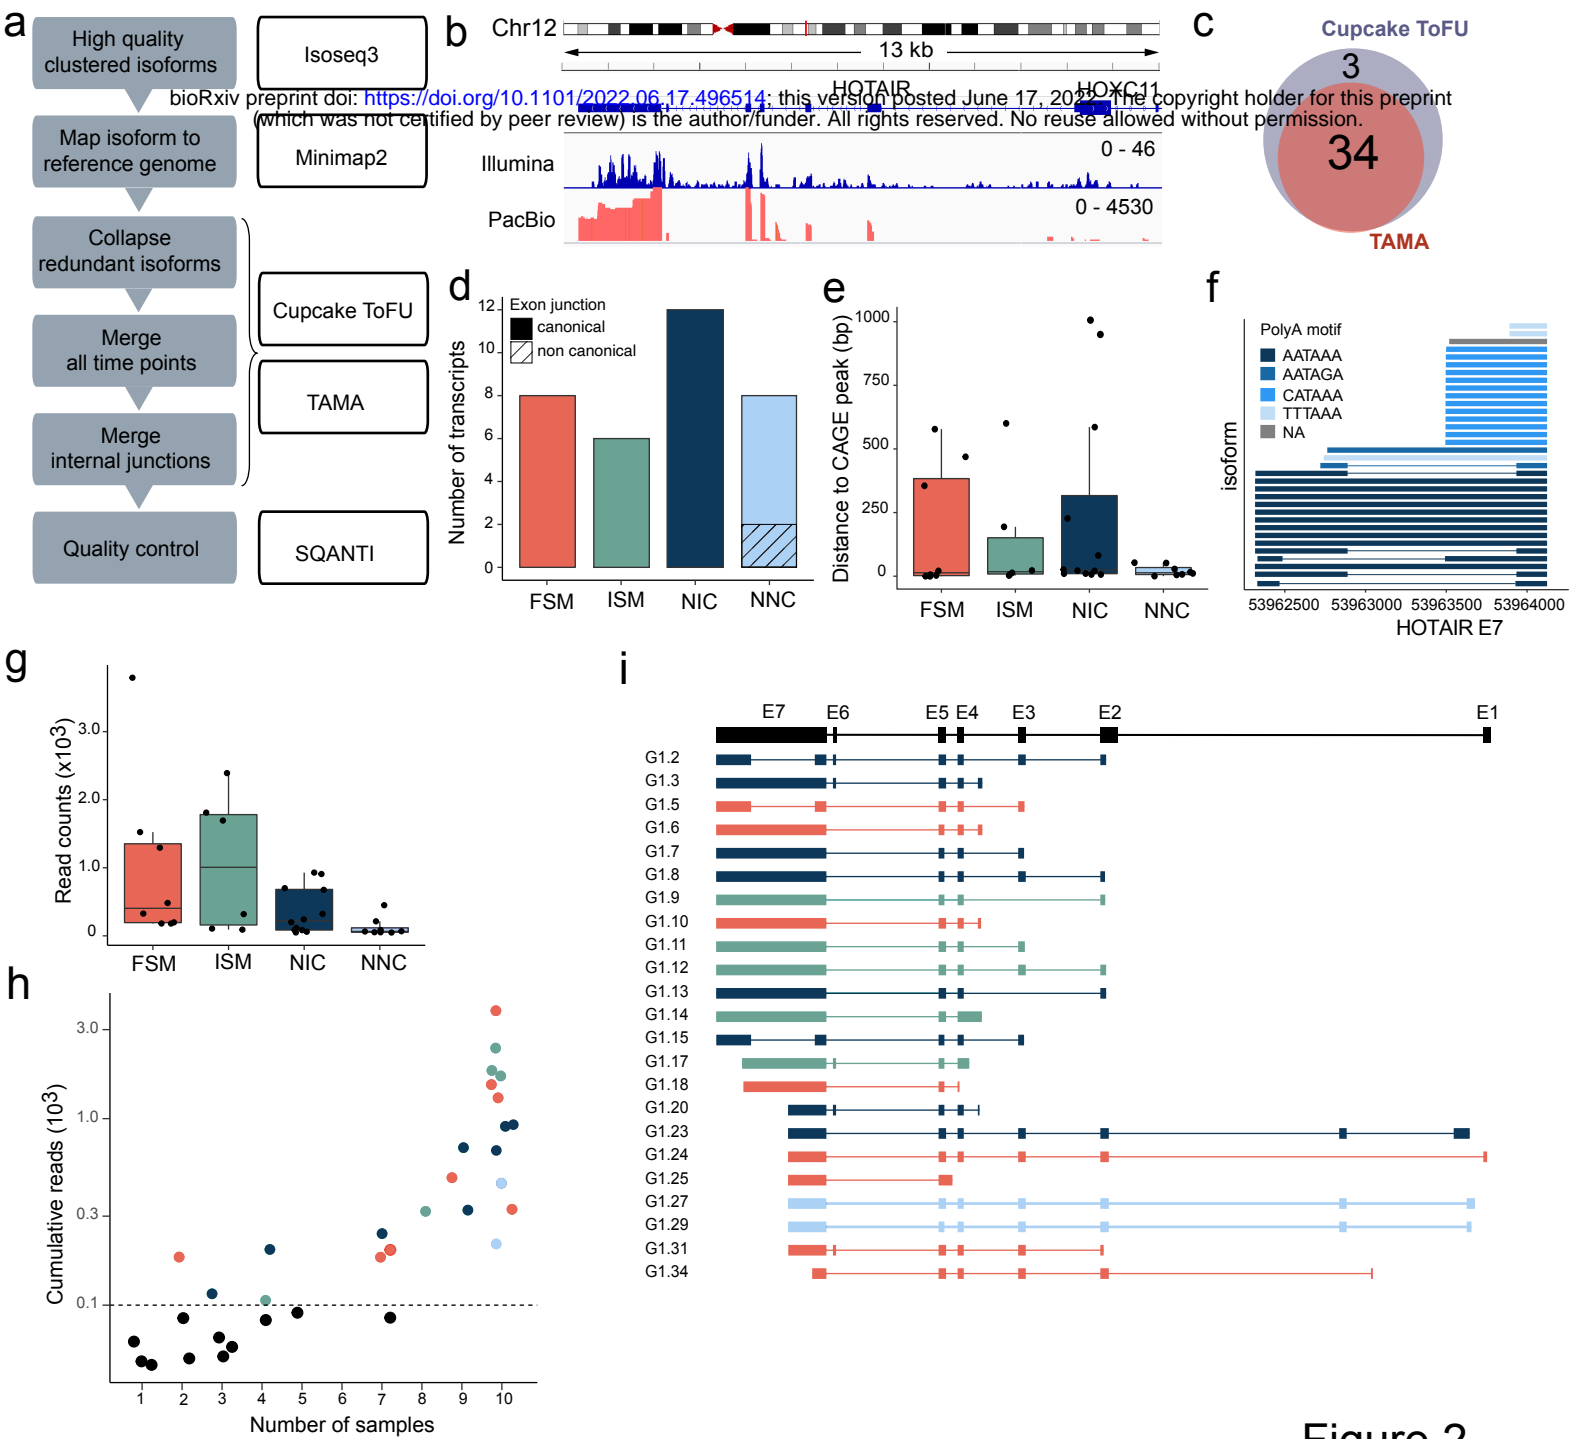 a
High quality
clustered isoforms
Isoseq3
Map isoform to
reference genome
Minimap2
Collapse
redundant isoforms
Merge
all time points
Merge
internal junctions
Cupcake ToFU
TAMA
Quality control
SQANTI
b
Chr12
13 kb
HOTAIR
HOXC11
bioRxiv preprint doi: https://doi.org/10.1101/2022.06.17.496514; this version posted June 17, 2022. The copyright holder for this preprint
(which was not certified by peer review) is the author/funder. All rights reserved. No reuse allowed without permission.
Illumina
0 - 46
PacBio
0 - 4530
c
Cupcake ToFU
3
34
TAMA
d
Exon junction
canonical
non canonical
Number of transcripts
12
10
8
6
4
2
0
FSM
ISM
NIC
NNC
e
Distance to CAGE peak (bp)
1000
750
500
250
0
FSM
ISM
NIC
NNC
f
PolyA motif
AATAAA
AATAGA
CATAAA
TTTAAA
NA
isoform
53962500 53963000 53963500 53964000
HOTAIR E7
g
Read counts (x10³)
3.0
2.0
1.0
0
FSM
ISM
NIC
NNC
h
Cumulative reads (10³)
3.0
1.0
0.3
0.1
1 2 3 4 5 6 7 8 9 10
Number of samples
i
E7 E6 E5 E4 E3 E2 E1
G1.2
G1.3
G1.5
G1.6
G1.7
G1.8
G1.9
G1.10
G1.11
G1.12
G1.13
G1.14
G1.15
G1.17
G1.18
G1.20
G1.23
G1.24
G1.25
G1.27
G1.29
G1.31
G1.34
Figure 2